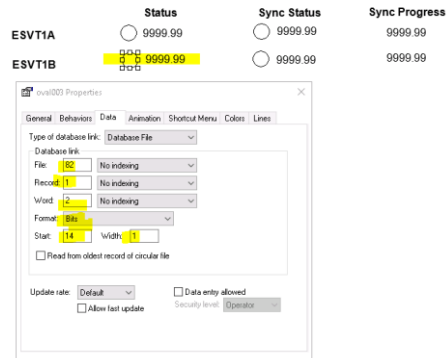 Status Sync Status Sync Progress
ESVT1A 9999.99 9999.99 9999.99
ESVT1B 9999.99 9999.99 9999.99
oval003 Properties
General Behaviors Data Animation Shortcut Menu Colors Lines
Type of database link: Database File
Database link
File: 82 No indexing
Record: 1 No indexing
Word: 2 No indexing
Format: Bits
Start: 14 Width: 1
Read from oldest record of circular file
Update rate: Default Data entry allowed
Allow fast update Security level: Operator